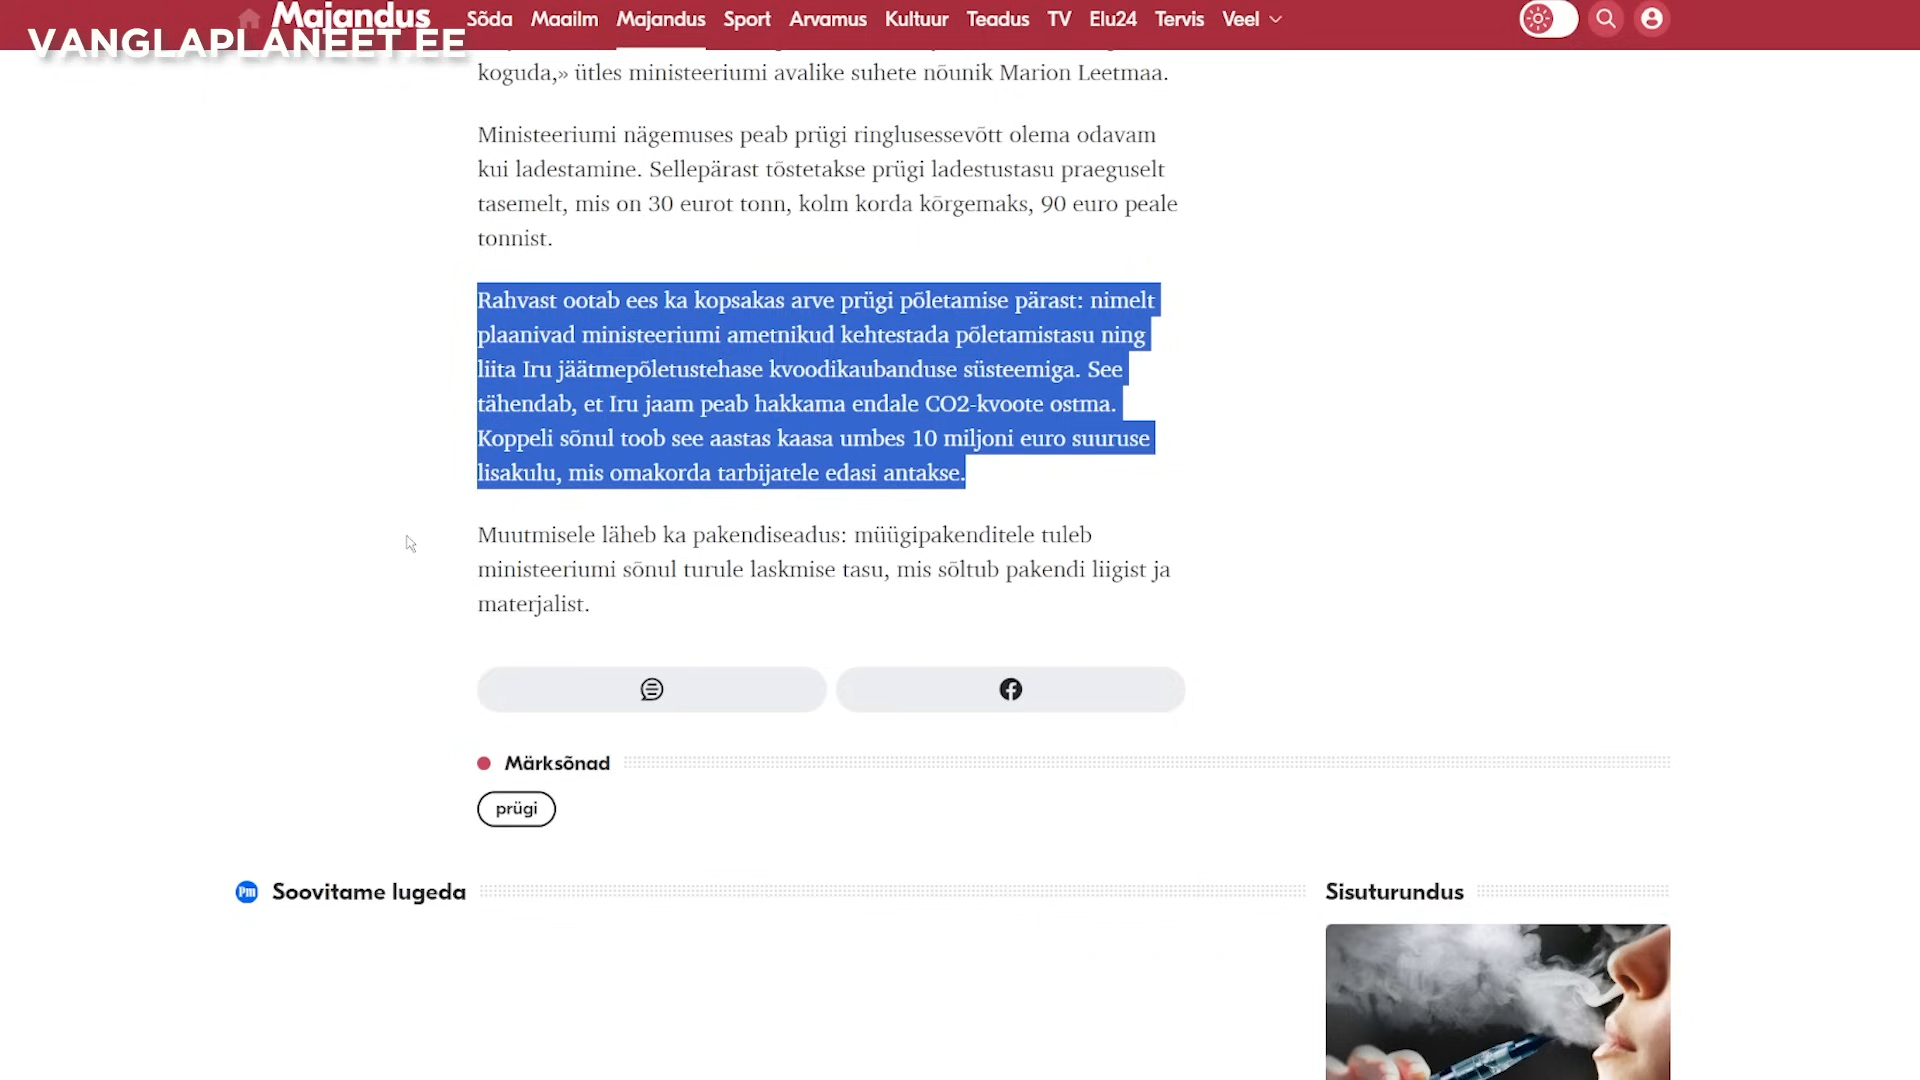 Majandus
Sõda Maailm Majandus Sport Arvamus Kultuur Teadus TV Elu24 Tervis Veel
VANGLAPLANEET.EE
koguda,» ütles ministeeriumi avalike suhete nõunik Marion Leetmaa.
Ministeeriumi nägemuses peab prügi ringlusessevõtt olema odavam
kui ladestamine. Sellepärast tõstetakse prügi ladestustasu praeguselt
tasemelt, mis on 30 eurot tonn, kolm korda kõrgemaks, 90 euro peale
tonnist.
Rahvast ootab ees ka kopsakas arve prügi põletamise pärast: nimelt
plaanivad ministeeriumi ametnikud kehtestada põletamistasu ning
liita Iru jäätmepõletustehase kvoodikaubanduse süsteemiga. See
tähendab, et Iru jaam peab hakkama endale CO2-kvoote ostma.
Koppeli sõnul toob see aastas kaasa umbes 10 miljoni euro suuruse
lisakulu, mis omakorda tarbijatele edasi antakse.
Muutmisele läheb ka pakendiseadus: müügipakenditele tuleb
ministeeriumi sõnul turule laskmise tasu, mis sõltub pakendi liigist ja
materjalist.
Märksõnad
prügi
Pm Soovitame lugeda
Sisuturundus